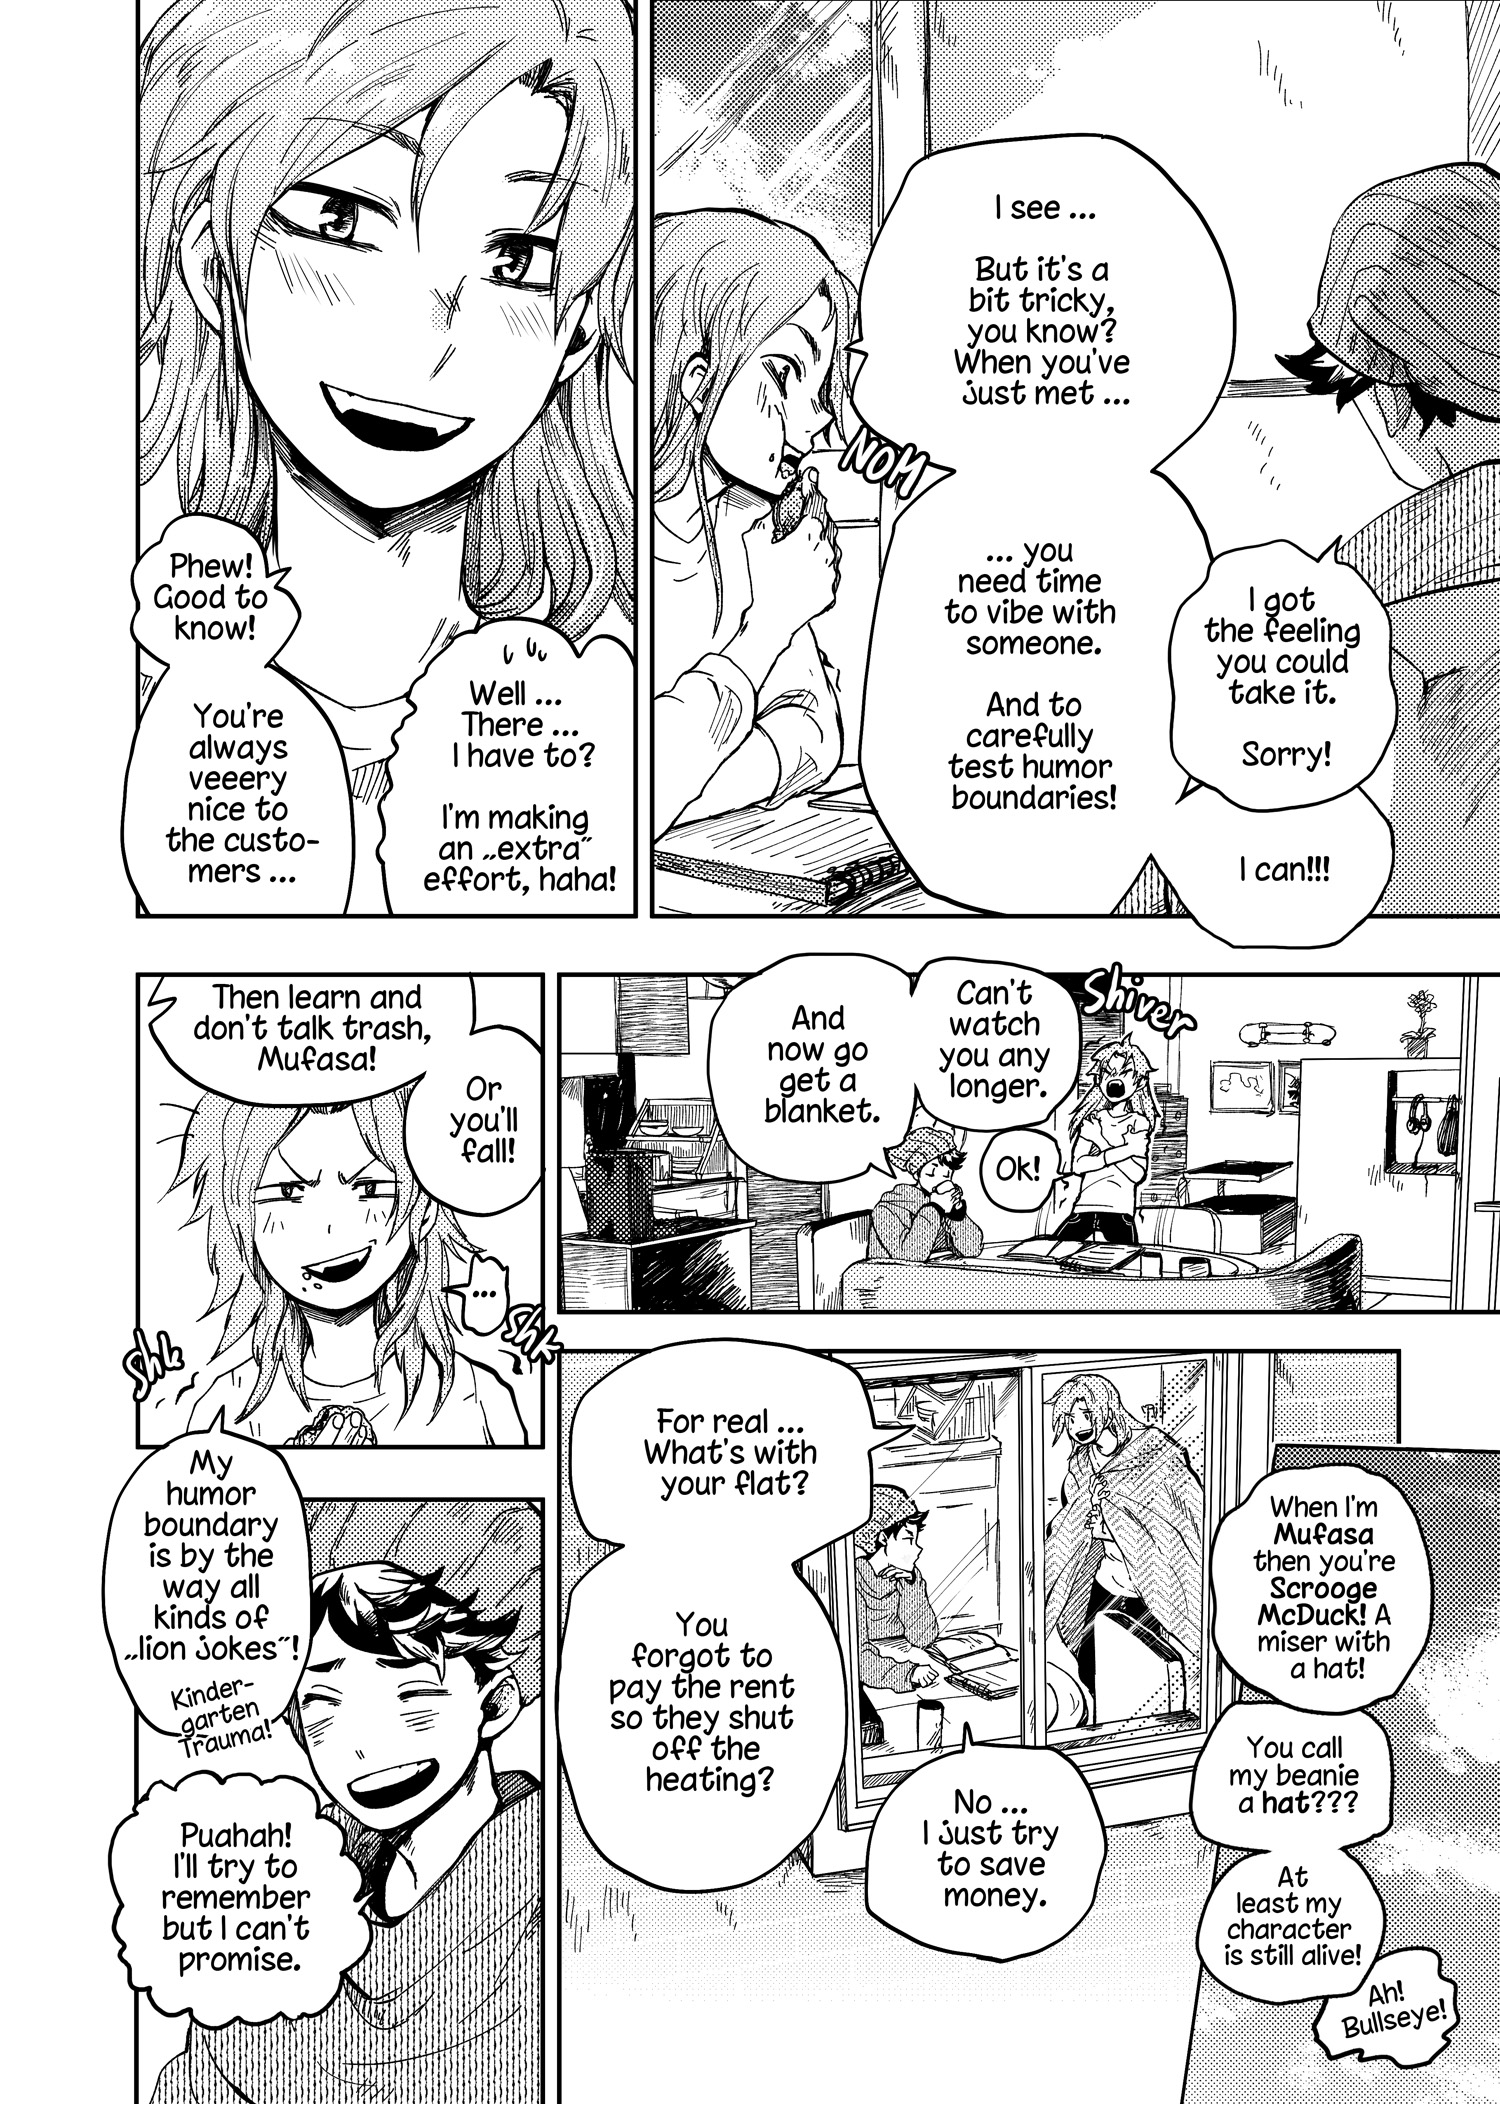 Phew!
Good to
know!
You're
always
veeery
nice to
the custo-
mers ...
Well ...
There ...
I have to?
I'm making
an „extra"
effort, haha!
I see ...
But it's a
bit tricky,
you know?
When you've
just met ...
NOM
... you
need time
to vibe with
someone.
And to
carefully
test humor
boundaries!
I got
the feeling
you could
take it.
Sorry!
I can!!!
Then learn and
don't talk trash,
Mufasa!
Or
you'll
fall!
...
Shk
Shk
My
humor
boundary
is by the
way all
kinds of
„lion jokes"!
Kinder-
garten
Trauma!
Puahah!
I'll try to
remember
but I can't
promise.
Can't
watch
you any
longer.
And
now go
get a
blanket.
Shiver
Ok!
For real ...
What's with
your flat?
You
forgot to
pay the rent
so they shut
off the
heating?
No ...
I just try
to save
money.
When I'm
Mufasa
then you're
Scrooge
McDuck! A
miser with
a hat!
You call
my beanie
a hat???
At
least my
character
is still alive!
Ah!
Bullseye!